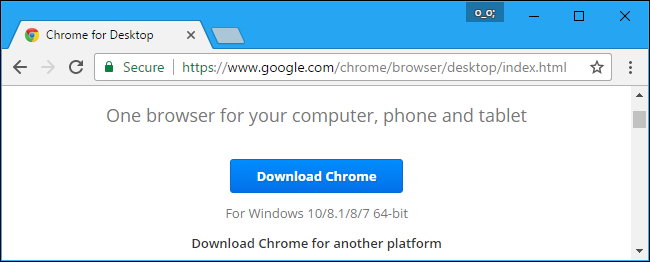 o_o;
Chrome for Desktop
Secure https://www.google.com/chrome/browser/desktop/index.html
One browser for your computer, phone and tablet
Download Chrome
For Windows 10/8.1/8/7 64-bit
Download Chrome for another platform